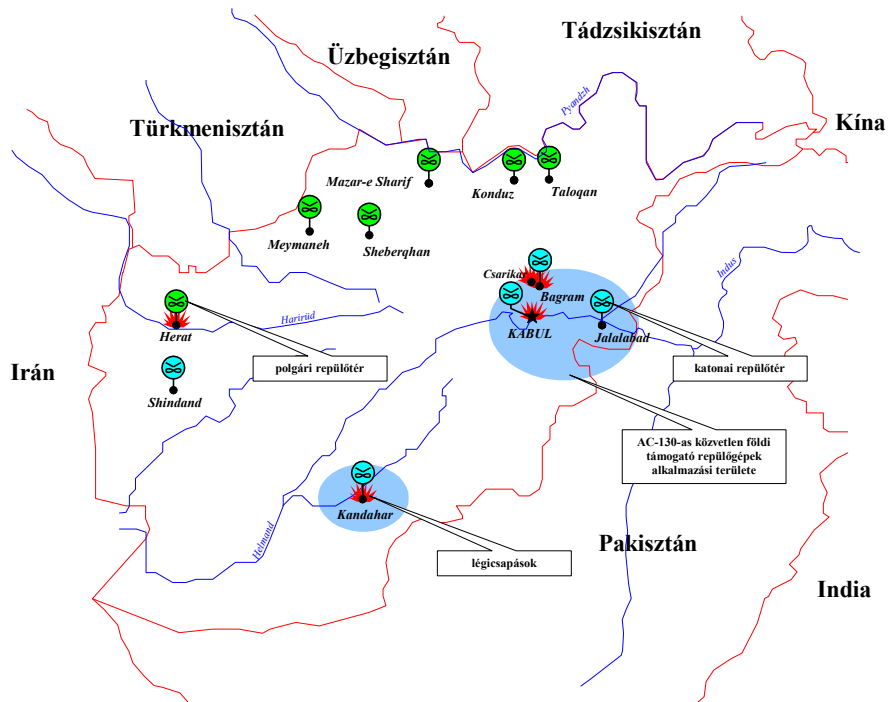 Tádzsikisztán
Üzbegisztán
Pyandzh
Kína
Türkmenisztán
Mazar-e Sharif
Konduz
Taloqan
Meymaneh
Sheberqhan
Indus
Csarikar
Bagram
Harirúd
Herat
KABUL
Jalalabad
polgári repülőtér
katonai repülőtér
Irán
Shindand
AC-130-as közvetlen földi
támogató repülőgépek
alkalmazási területe
Kandahar
Helmand
Pakisztán
légicsapások
India